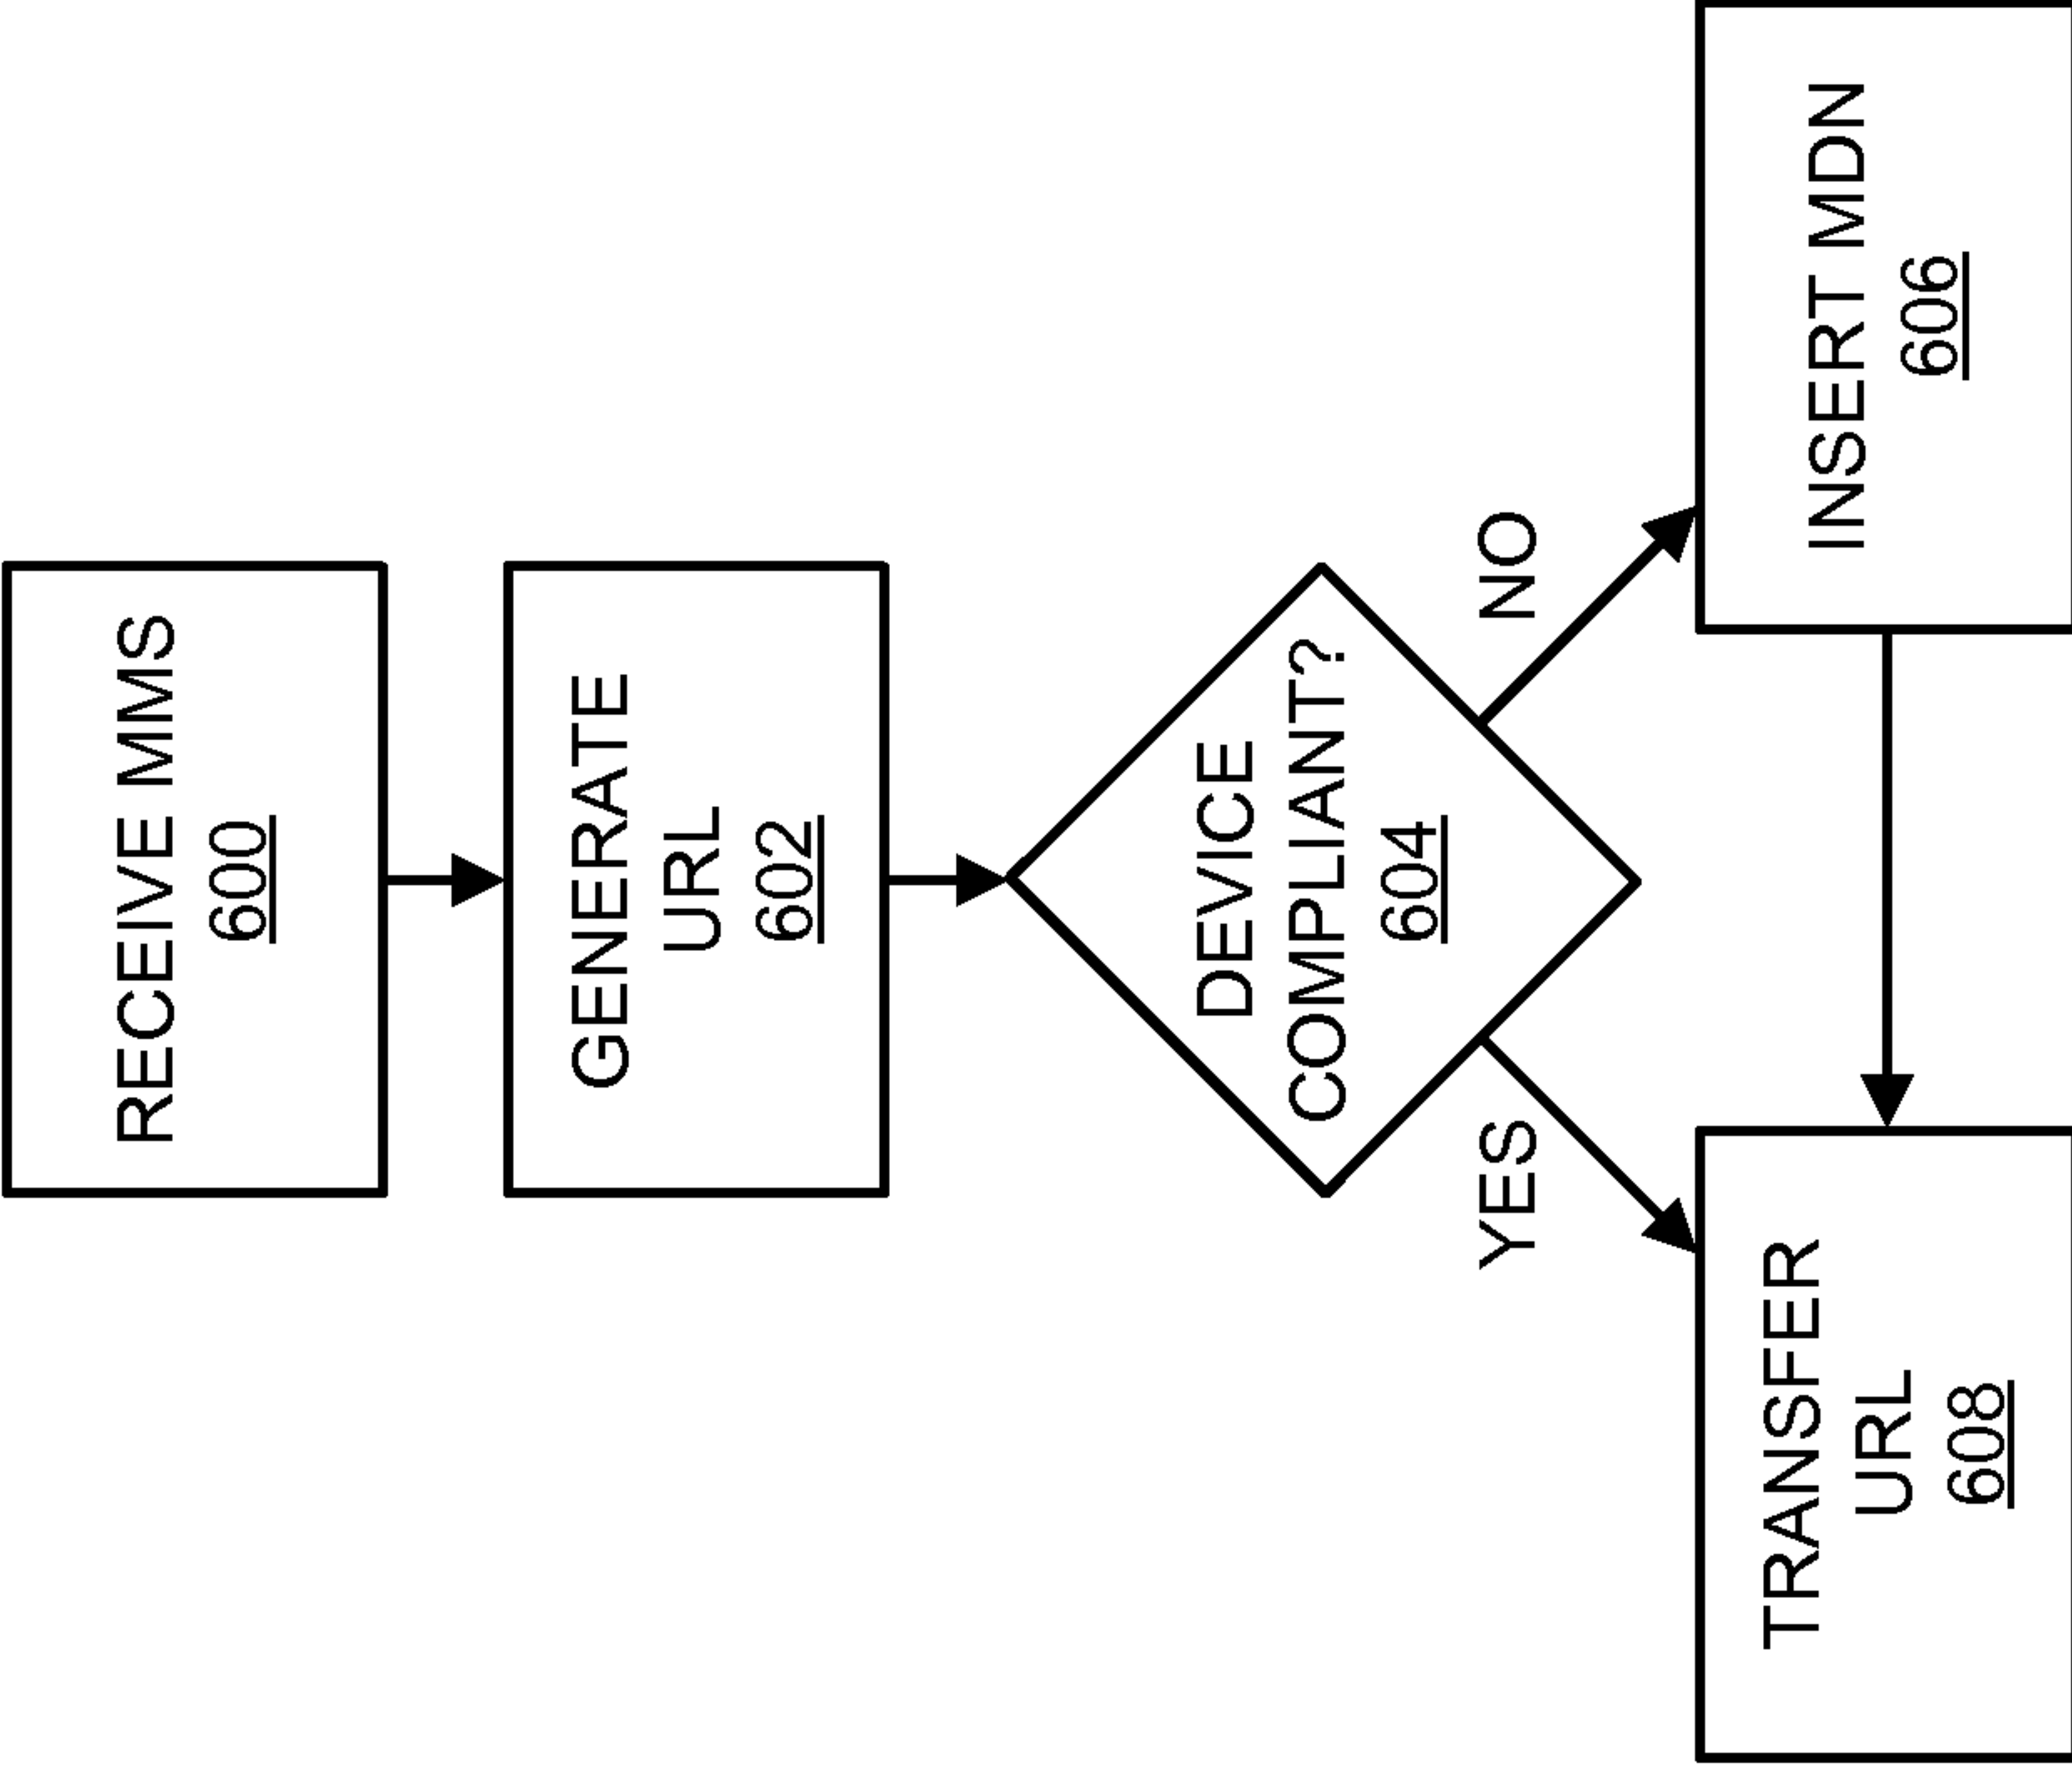 RECEIVE MMS
600
GENERATE
URL
602
DEVICE
COMPLIANT?
604
YES
NO
TRANSFER
URL
608
INSERT MDN
606